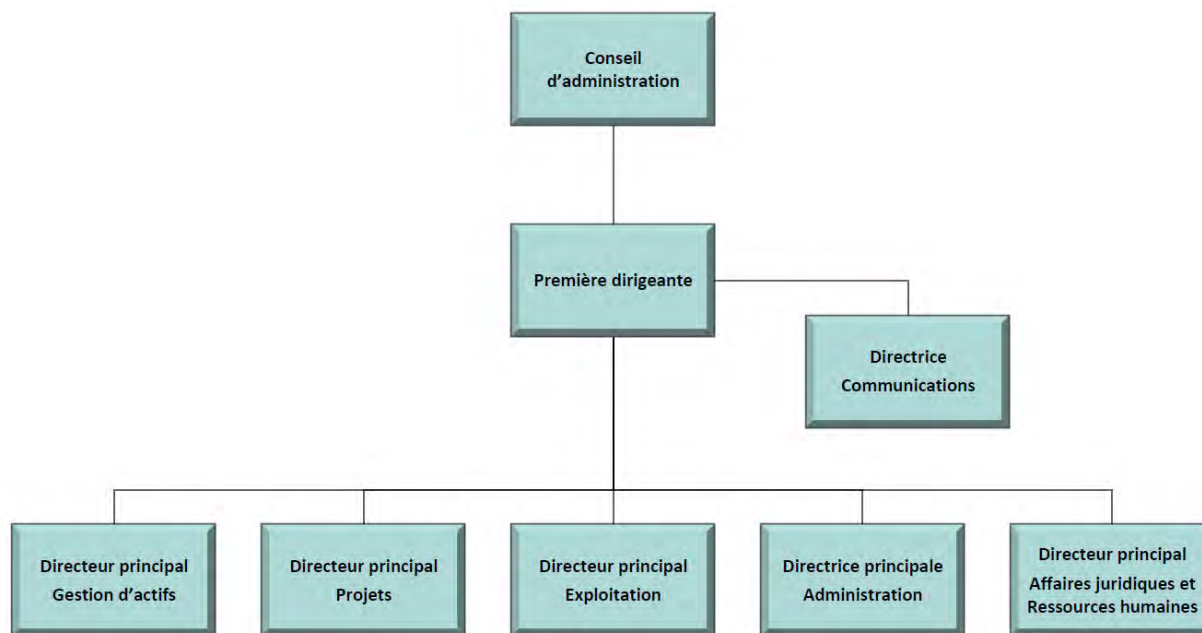 Conseil
d'administration
Première dirigeante
Directrice
Communications
Directeur principal
Gestion d'actifs
Directeur principal
Projets
Directeur principal
Exploitation
Directrice principale
Administration
Directeur principal
Affaires juridiques et
Ressources humaines